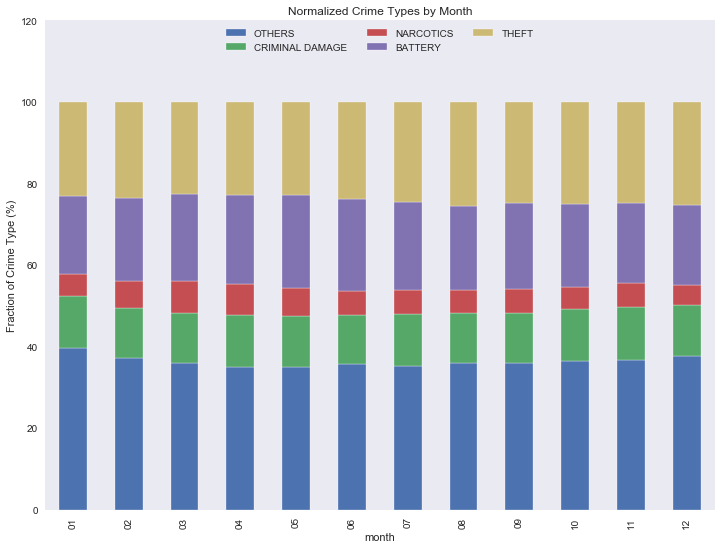 Normalized Crime Types by Month
OTHERS NARCOTICS THEFT
CRIMINAL DAMAGE BATTERY
120
100
80
60
40
20
0
Fraction of Crime Type (%)
01 02 03 04 05 06 07 08 09 10 11 12
month